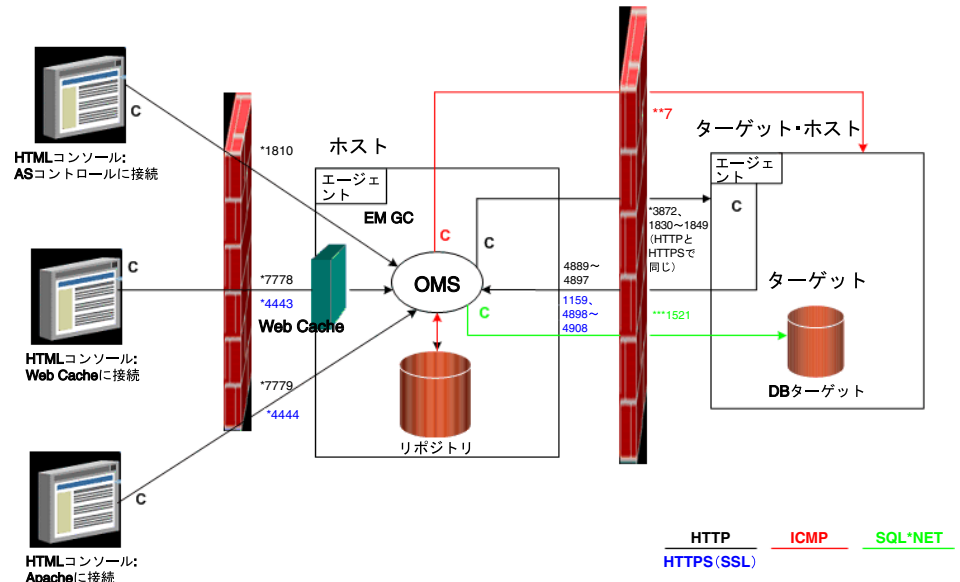 C
HTMLコンソール:
ASコントロールに接続
C
HTMLコンソール:
Web Cacheに接続
C
HTMLコンソール:
Apacheに接続
*1810
*7778
*4443
*7779
*4444
ホスト
エージェ
ント
EM GC
Web Cache
C
C
OMS
C
リポジトリ
4889～
4897
1159、
4898～
4908
**7
*3872、
1830～1849
（HTTPと
HTTPSで
同じ）
***1521
ターゲット・ホスト
エージェ
ント
C
ターゲット
DBターゲット
HTTP
ICMP
SQL*NET
HTTPS（SSL）